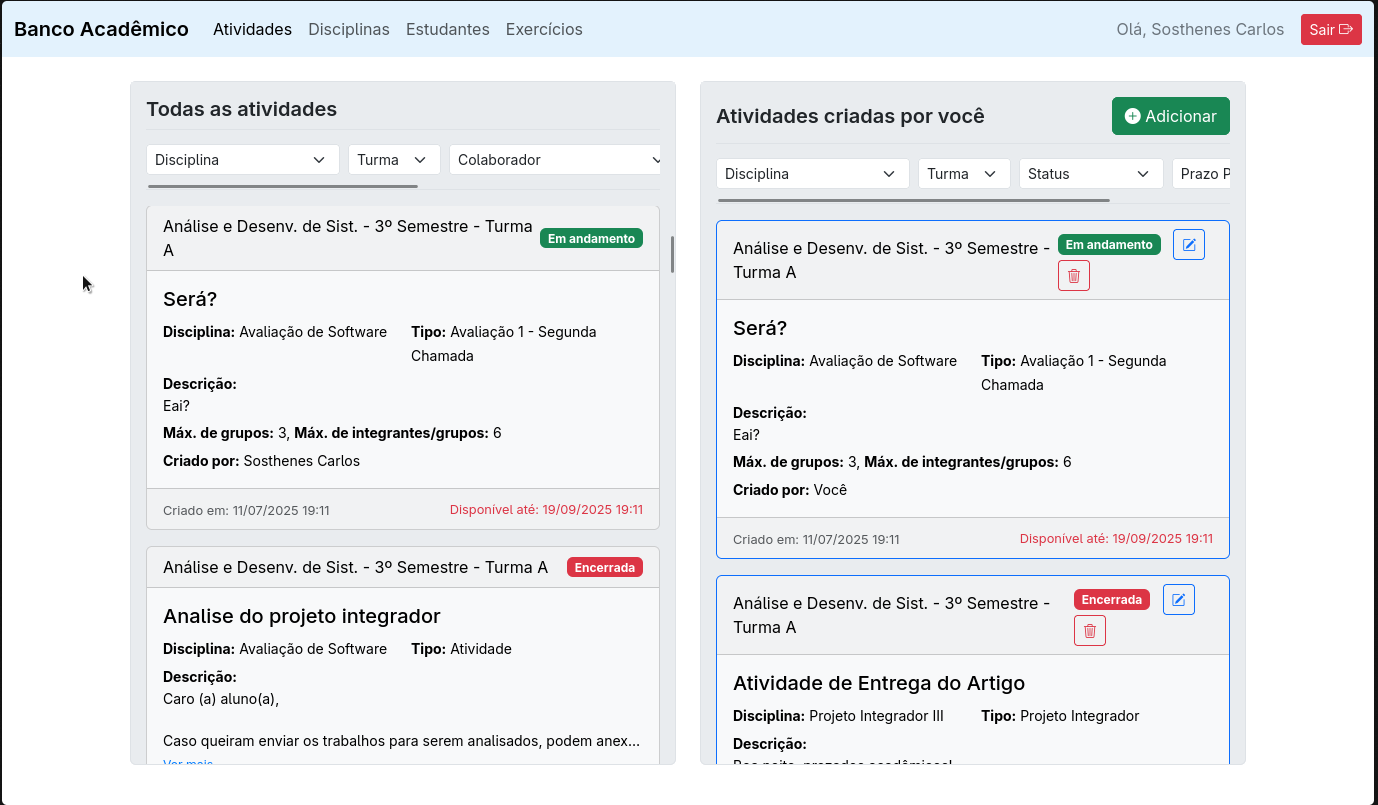 Banco Acadêmico Atividades Disciplinas Estudantes Exercícios Olá, Sosthenes Carlos Sair
Todas as atividades
Disciplina Turma Colaborador
Análise e Desenv. de Sist. - 3º Semestre - Turma
A
Em andamento
Será?
Disciplina: Avaliação de Software Tipo: Avaliação 1 - Segunda
Chamada
Descrição:
Eai?
Máx. de grupos: 3, Máx. de integrantes/grupos: 6
Criado por: Sosthenes Carlos
Criado em: 11/07/2025 19:11 Disponível até: 19/09/2025 19:11
Análise e Desenv. de Sist. - 3º Semestre - Turma A Encerrada
Analise do projeto integrador
Disciplina: Avaliação de Software Tipo: Atividade
Descrição:
Caro (a) aluno(a),
Caso queiram enviar os trabalhos para serem analisados, podem anex...
Ver mais
Atividades criadas por você Adicionar
Disciplina Turma Status Prazo P
Análise e Desenv. de Sist. - 3º Semestre -
Turma A
Em andamento
Será?
Disciplina: Avaliação de Software Tipo: Avaliação 1 - Segunda
Chamada
Descrição:
Eai?
Máx. de grupos: 3, Máx. de integrantes/grupos: 6
Criado por: Você
Criado em: 11/07/2025 19:11 Disponível até: 19/09/2025 19:11
Análise e Desenv. de Sist. - 3º Semestre -
Turma A
Encerrada
Atividade de Entrega do Artigo
Disciplina: Projeto Integrador III Tipo: Projeto Integrador
Descrição:
Boa noite, prezados acadêmicos!